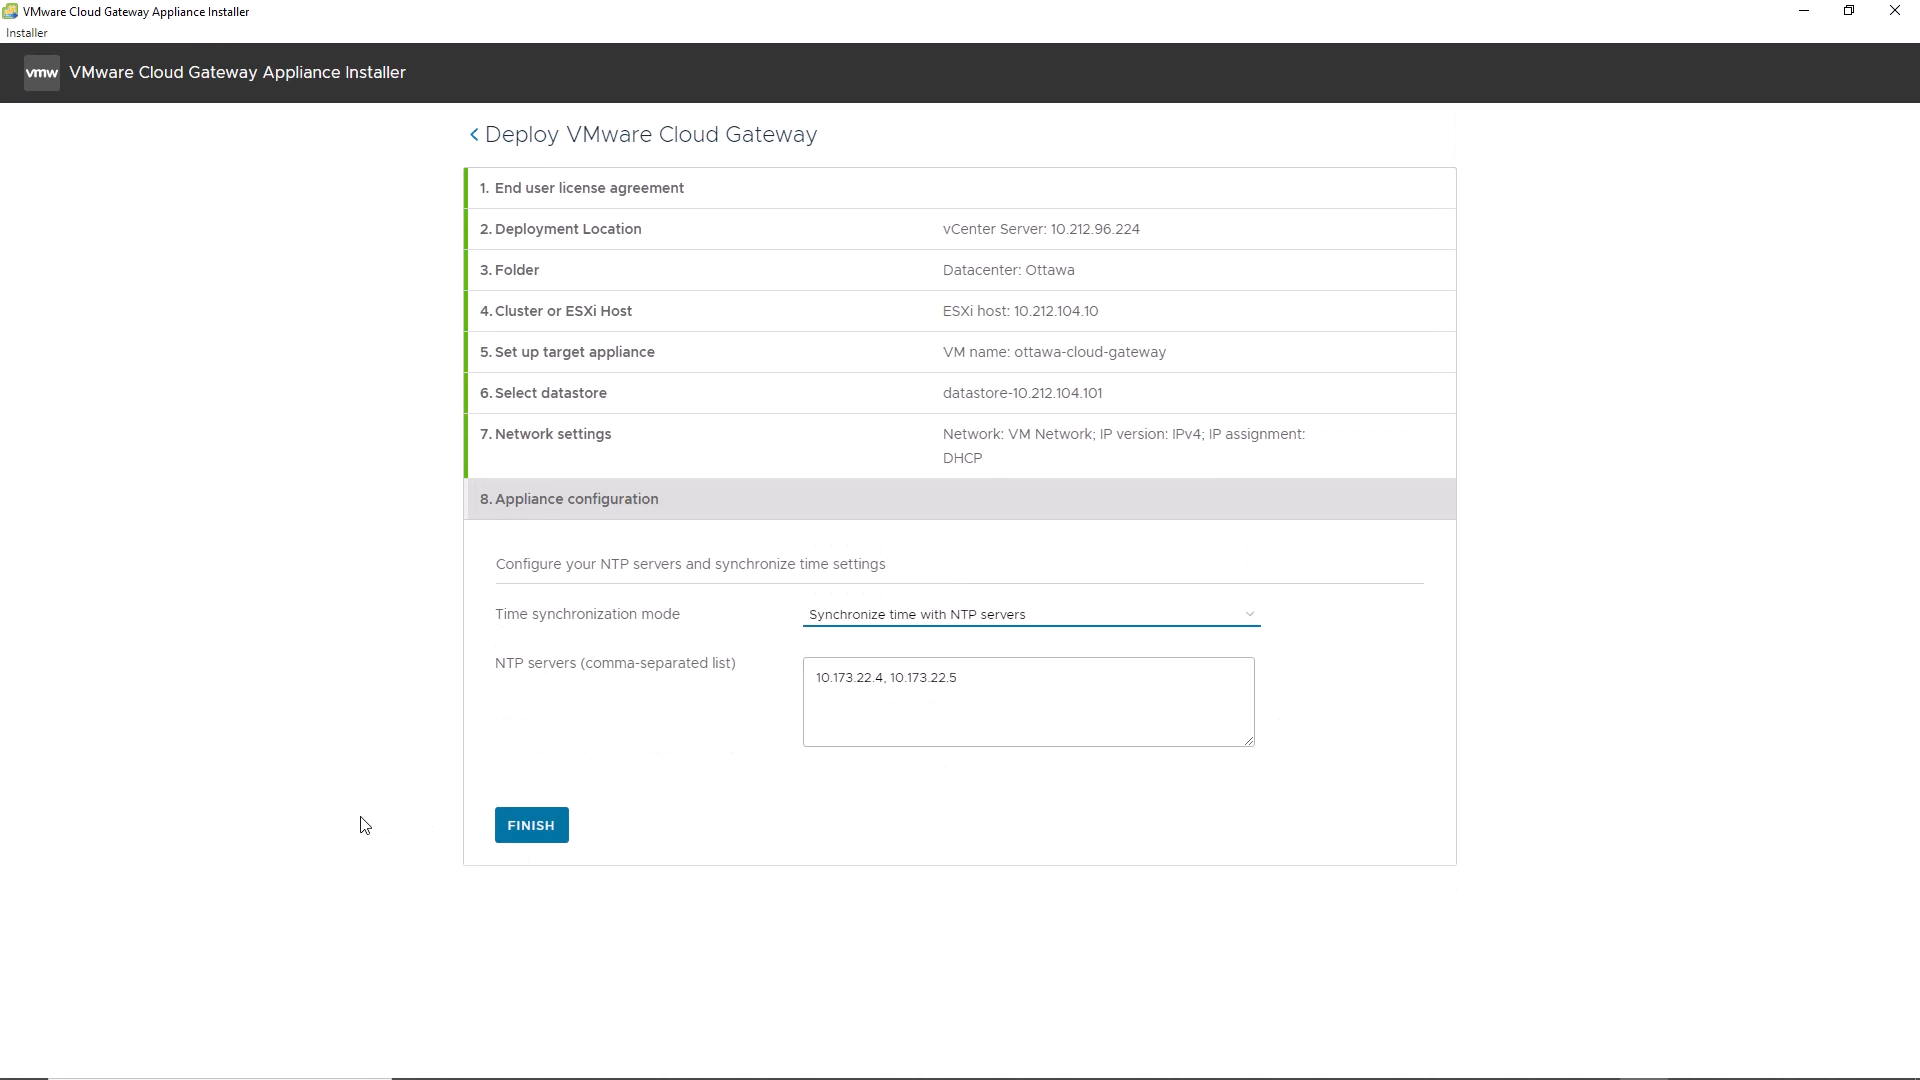 VMware Cloud Gateway Appliance Installer
Installer
vmw VMware Cloud Gateway Appliance Installer
Deploy VMware Cloud Gateway
1. End user license agreement
2. Deployment Location vCenter Server: 10.212.96.224
3. Folder Datacenter: Ottawa
4. Cluster or ESXi Host ESXi host: 10.212.104.10
5. Set up target appliance VM name: ottawa-cloud-gateway
6. Select datastore datastore-10.212.104.101
7. Network settings Network: VM Network; IP version: IPv4; IP assignment:
DHCP
8. Appliance configuration
Configure your NTP servers and synchronize time settings
Time synchronization mode Synchronize time with NTP servers
NTP servers (comma-separated list) 10.173.22.4, 10.173.22.5
FINISH